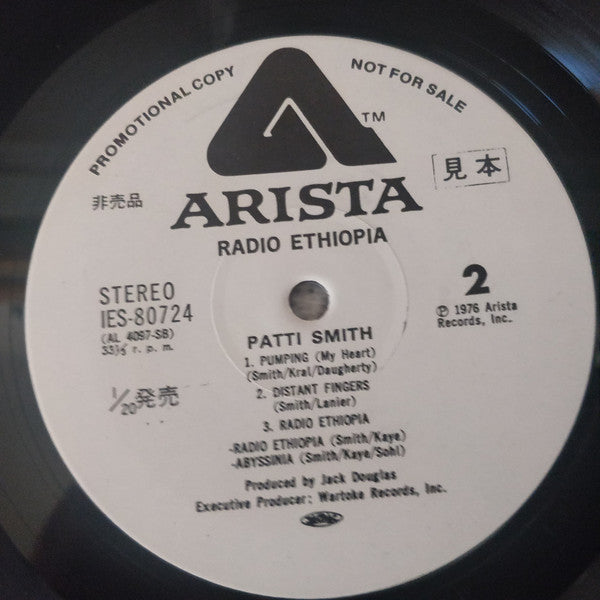 PROMOTIONAL COPY
NOT FOR SALE
TM
非売品
見本
ARISTA
RADIO ETHIOPIA
STEREO
IES-80724
(AL 4097-SB)
33⅓ r. p. m.
2
Ⓟ 1976 Arista
Records, Inc.
PATTI SMITH
1. PUMPING (My Heart)
(Smith/Kral/Daugherty)
2. DISTANT FINGERS
(Smith/Lanier)
3. RADIO ETHIOPIA
-RADIO ETHIOPIA (Smith/Kaye)
-ABYSSINIA (Smith/Kaye/Sohl)
1/20発売
Produced by Jack Douglas
Executive Producer: Wartoke Records, Inc.